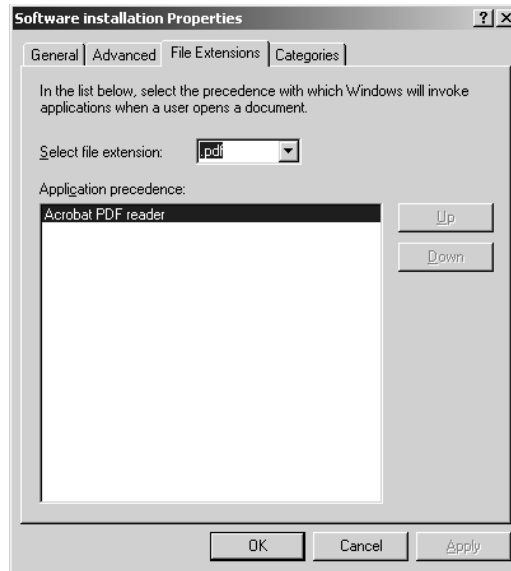 Software installation Properties
? X
General Advanced File Extensions Categories
In the list below, select the precedence with which Windows will invoke
applications when a user opens a document.
Select file extension: .pdf
Application precedence:
Acrobat PDF reader
Up
Down
OK Cancel Apply